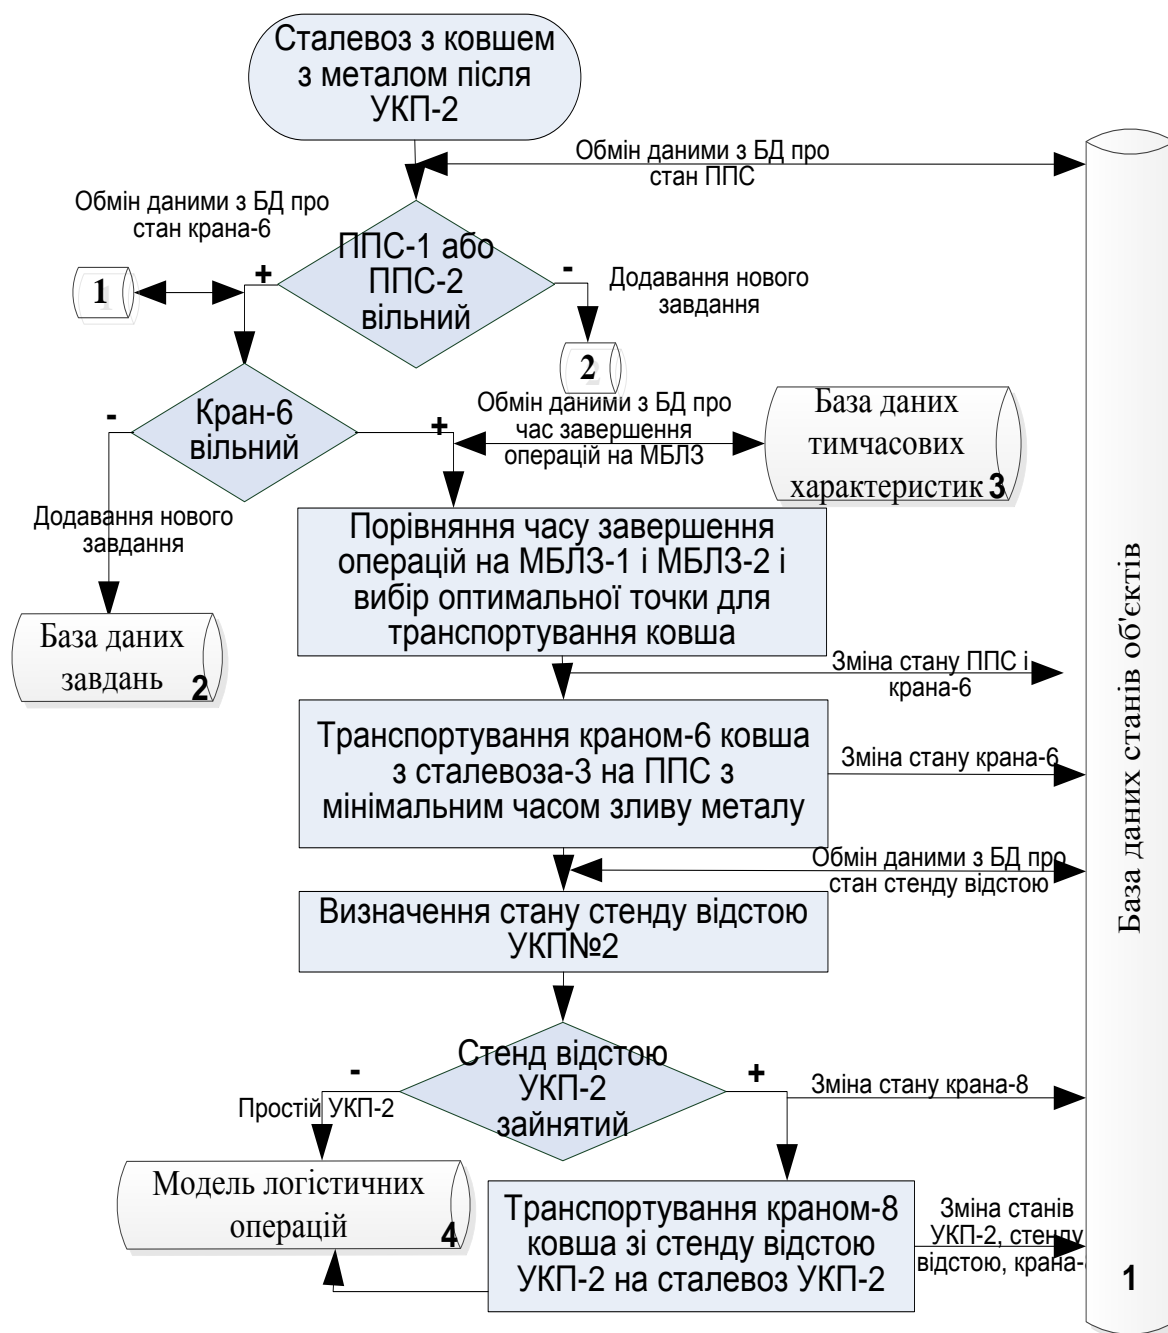 Сталевоз з ковшем
з металом після
УКП-2
Обмін даними з БД про
стан ППС
Обмін даними з БД про
стан крана-6
ППС-1 або
ППС-2
вільний
+
-
1
Додавання нового
завдання
2
Кран-6
вільний
-
+
Обмін даними з БД про
час завершення
операцій на МБЛЗ
База даних
тимчасових
характеристик 3
Додавання нового
завдання
База даних
завдань 2
Порівняння часу завершення
операцій на МБЛЗ-1 і МБЛЗ-2 і
вибір оптимальної точки для
транспортування ковша
Зміна стану ППС і
крана-6
Транспортування краном-6 ковша
з сталевоза-3 на ППС з
мінімальним часом зливу металу
Зміна стану крана-6
Обмін даними з БД про
стан стенду відстою
Визначення стану стенду відстою
УКП№2
Стенд відстою
УКП-2
зайнятий
-
+
Простій УКП-2
Зміна стану крана-8
Модель логістичних
операцій 4
Транспортування краном-8
ковша зі стенду відстою
УКП-2 на сталевоз УКП-2
Зміна станів
УКП-2, стенду
відстою, крана-
База даних станів об'єктів
1